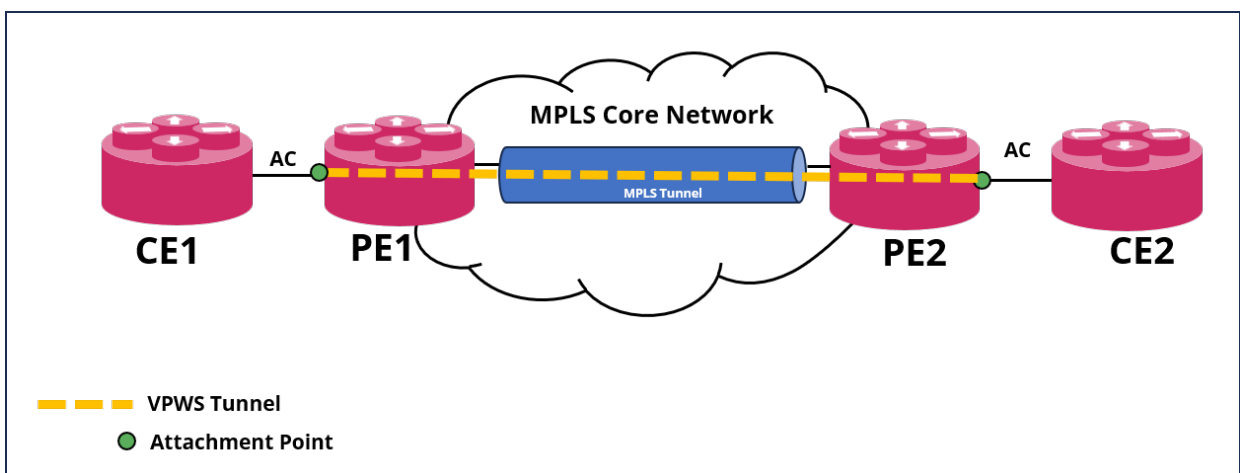 MPLS Core Network
AC
AC
MPLS Tunnel
CE1
PE1
PE2
CE2
VPWS Tunnel
Attachment Point